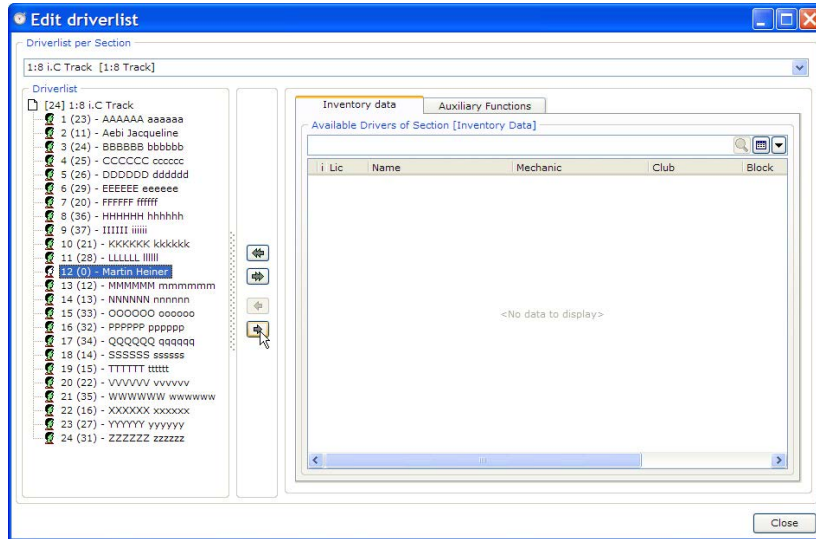 Edit driverlist
Driverlist per Section
1:8 i.C Track [1:8 Track]
Driverlist
[24] 1:8 i.C Track
1 (23) - AAAAAA aaaaaa
2 (11) - Aebi Jacqueline
3 (24) - BBBBBB bbbbbb
4 (25) - CCCCCC cccccc
5 (26) - DDDDDD dddddd
6 (29) - EEEEEE eeeeee
7 (20) - FFFFFF ffffff
8 (36) - HHHHHH hhhhhh
9 (37) - IIIIII iiiiii
10 (21) - KKKKKK kkkkkk
11 (28) - LLLLLL llllll
12 (0) - Martin Heiner
13 (12) - MMMMMM mmmmmm
14 (13) - NNNNNN nnnnnn
15 (33) - OOOOOO oooooo
16 (32) - PPPPPP pppppp
17 (34) - QQQQQQ qqqqqq
18 (14) - SSSSSS ssssss
19 (15) - TTTTTT tttttt
20 (22) - VVVVVV vvvvvv
21 (35) - WWWWWW wwwwww
22 (16) - XXXXXX xxxxxx
23 (27) - YYYYYY yyyyyy
24 (31) - ZZZZZZ zzzzzz
Inventory data Auxiliary Functions
Available Drivers of Section [Inventory Data]
i Lic Name Mechanic Club Block
<No data to display>
Close